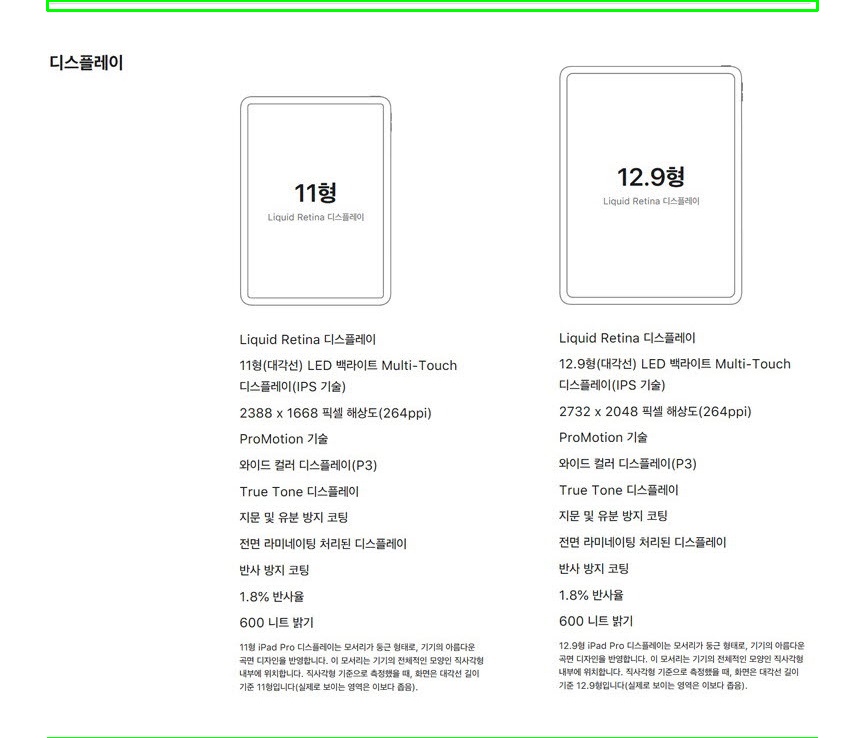 디스플레이
11형
Liquid Retina 디스플레이
Liquid Retina 디스플레이
11형(대각선) LED 백라이트 Multi-Touch
디스플레이(IPS 기술)
2388 x 1668 픽셀 해상도(264ppi)
ProMotion 기술
와이드 컬러 디스플레이(P3)
True Tone 디스플레이
지문 및 유분 방지 코팅
전면 라미네이팅 처리된 디스플레이
반사 방지 코팅
1.8% 반사율
600 니트 밝기
11형 iPad Pro 디스플레이는 모서리가 둥근 형태로, 기기의 아름다운
곡면 디자인을 반영합니다. 이 모서리는 기기의 전체적인 모양인 직사각형
내부에 위치합니다. 직사각형 기준으로 측정했을 때, 화면은 대각선 길이
기준 11형입니다(실제로 보이는 영역은 이보다 좁음).
12.9형
Liquid Retina 디스플레이
Liquid Retina 디스플레이
12.9형(대각선) LED 백라이트 Multi-Touch
디스플레이(IPS 기술)
2732 x 2048 픽셀 해상도(264ppi)
ProMotion 기술
와이드 컬러 디스플레이(P3)
True Tone 디스플레이
지문 및 유분 방지 코팅
전면 라미네이팅 처리된 디스플레이
반사 방지 코팅
1.8% 반사율
600 니트 밝기
12.9형 iPad Pro 디스플레이는 모서리가 둥근 형태로, 기기의 아름다운
곡면 디자인을 반영합니다. 이 모서리는 기기의 전체적인 모양인 직사각형
내부에 위치합니다. 직사각형 기준으로 측정했을 때, 화면은 대각선 길이
기준 12.9형입니다(실제로 보이는 영역은 이보다 좁음).